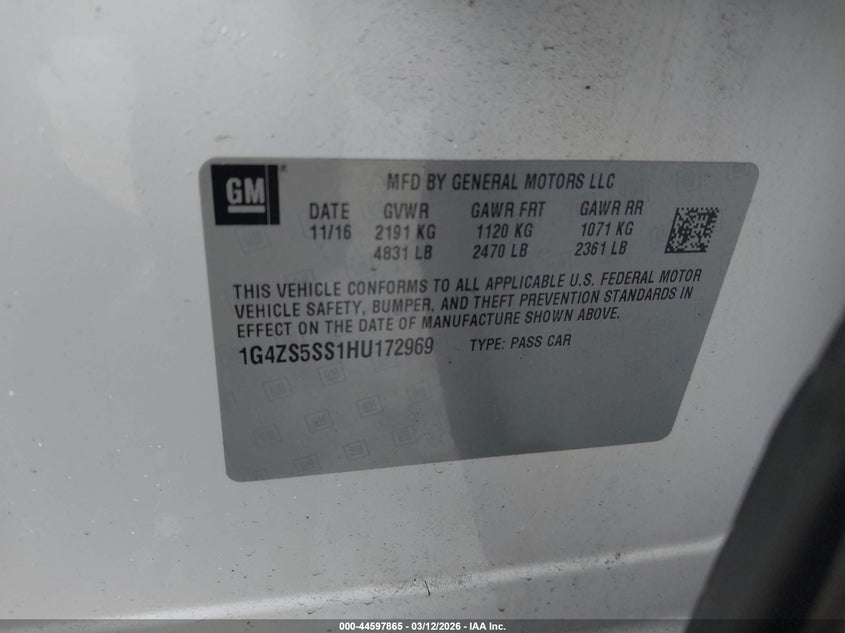 GM
MFD BY GENERAL MOTORS LLC
DATE GVWR GAWR FRT GAWR RR
11/16 2191 KG 1120 KG 1071 KG
4831 LB 2470 LB 2361 LB
THIS VEHICLE CONFORMS TO ALL APPLICABLE U.S. FEDERAL MOTOR
VEHICLE SAFETY, BUMPER, AND THEFT PREVENTION STANDARDS IN
EFFECT ON THE DATE OF MANUFACTURE SHOWN ABOVE.
1G4ZS5SS1HU172969 TYPE: PASS CAR
000-44597865 - 03/12/2026 - IAA Inc.